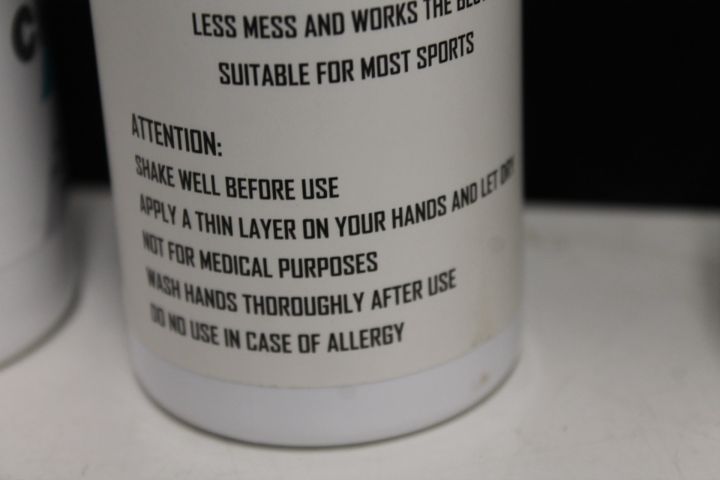 LESS MESS AND WORKS THE
SUITABLE FOR MOST SPORTS
ATTENTION:
SHAKE WELL BEFORE USE
APPLY A THIN LAYER ON YOUR HANDS AND LET DRY
NOT FOR MEDICAL PURPOSES
WASH HANDS THOROUGHLY AFTER USE
DO NO USE IN CASE OF ALLERGY